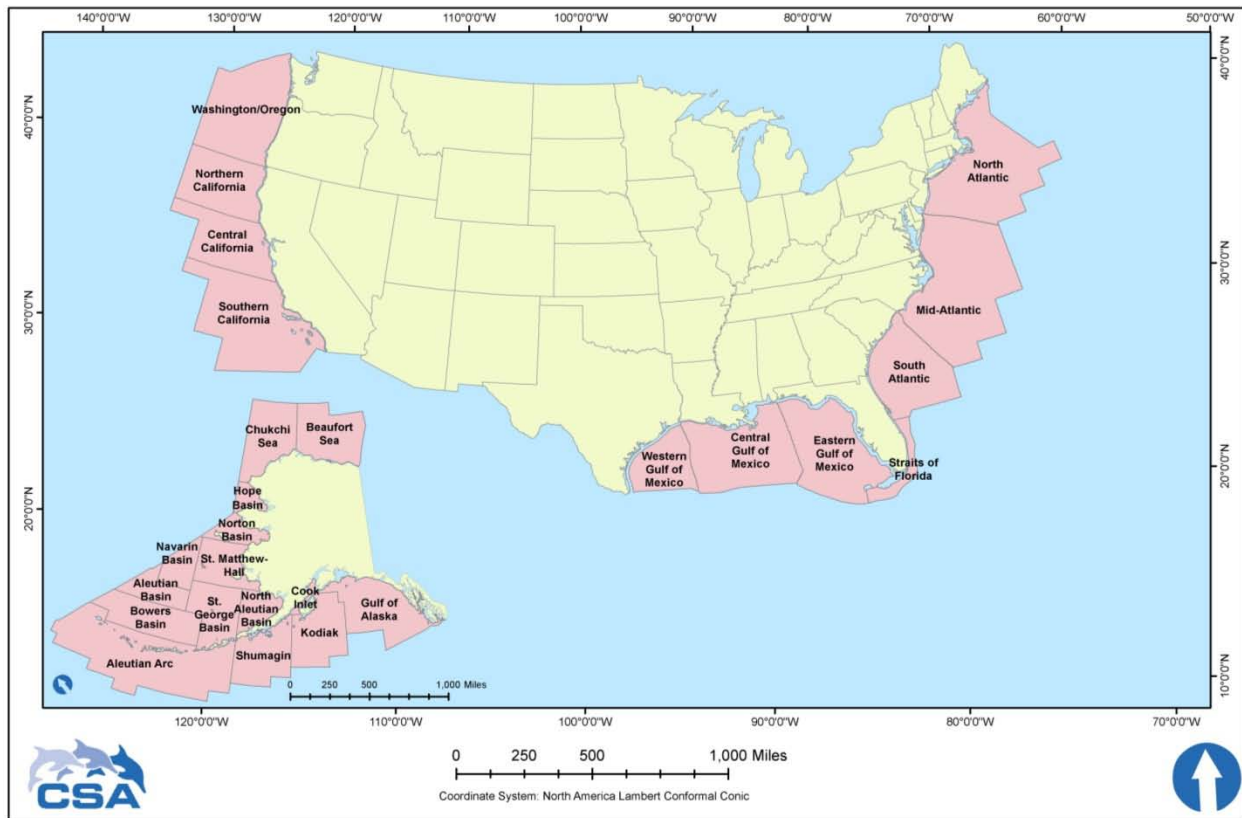 140°0'0"W 130°0'0"W 120°0'0"W 110°0'0"W 100°0'0"W 90°0'0"W 80°0'0"W 70°0'0"W 60°0'0"W 50°0'0"W
40°0'0"N
40°0'0"N
Washington/Oregon
Northern
California
North
Atlantic
Central
California
30°0'0"N
30°0'0"N
Southern
California
Mid-Atlantic
South
Atlantic
Chukchi
Sea
Beaufort
Sea
Western
Gulf of
Mexico
Central
Gulf of
Mexico
Eastern
Gulf of
Mexico
Straits of
Florida
20°0'0"N
20°0'0"N
Hope
Basin
Norton
Basin
Navarin
Basin
St. Matthew-
Hall
Aleutian
Basin
Bowers
Basin
St.
George
Basin
North
Aleutian
Basin
Cook
Inlet
Gulf of
Alaska
Kodiak
Shumagin
Aleutian Arc
10°0'0"N
0 250 500 1,000 Miles
120°0'0"W 110°0'0"W 100°0'0"W 90°0'0"W 80°0'0"W 70°0'0"W
CSA
0 250 500 1,000 Miles
Coordinate System: North America Lambert Conformal Conic